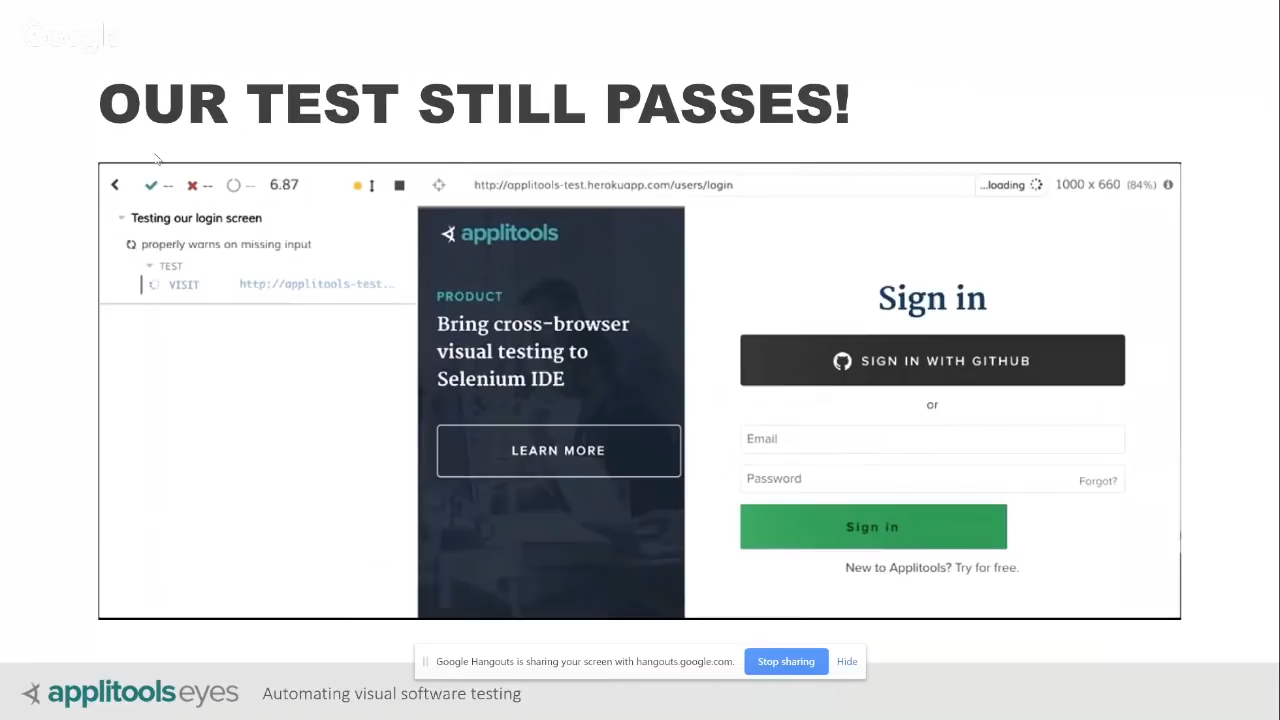 Google
OUR TEST STILL PASSES!
-- -- -- 6.87
http://applitools-test.herokuapp.com/users/login
...loading
1000 x 660 (84%)
Testing our login screen
properly warns on missing input
TEST
VISIT http://applitools-test...
applitools
PRODUCT
Bring cross-browser
visual testing to
Selenium IDE
LEARN MORE
Sign in
SIGN IN WITH GITHUB
or
Email
Password
Forgot?
Sign in
New to Applitools? Try for free.
Google Hangouts is sharing your screen with hangouts.google.com.
Stop sharing
Hide
applitools eyes
Automating visual software testing